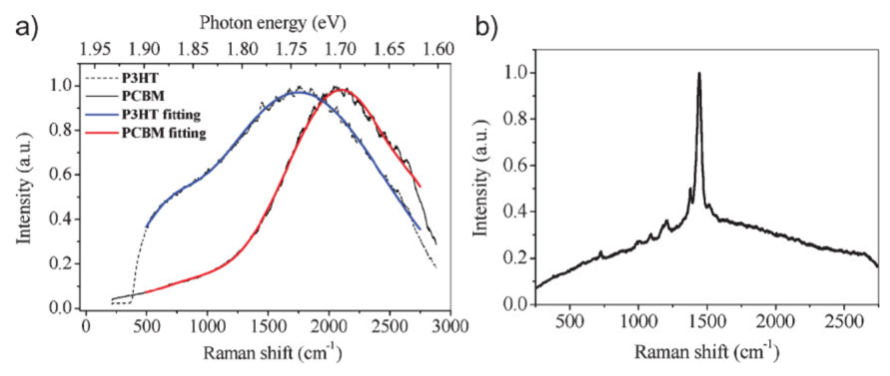 a)
Photon energy (eV)
1.95 1.90 1.85 1.80 1.75 1.70 1.65 1.60
P3HT
PCBM
P3HT fitting
PCBM fitting
1.0
0.8
0.6
0.4
0.2
0.0
Intensity (a.u.)
0 500 1000 1500 2000 2500 3000
Raman shift (cm⁻¹)
b)
1.0
0.8
0.6
0.4
0.2
0.0
Intensity (a.u.)
500 1000 1500 2000 2500
Raman shift (cm⁻¹)